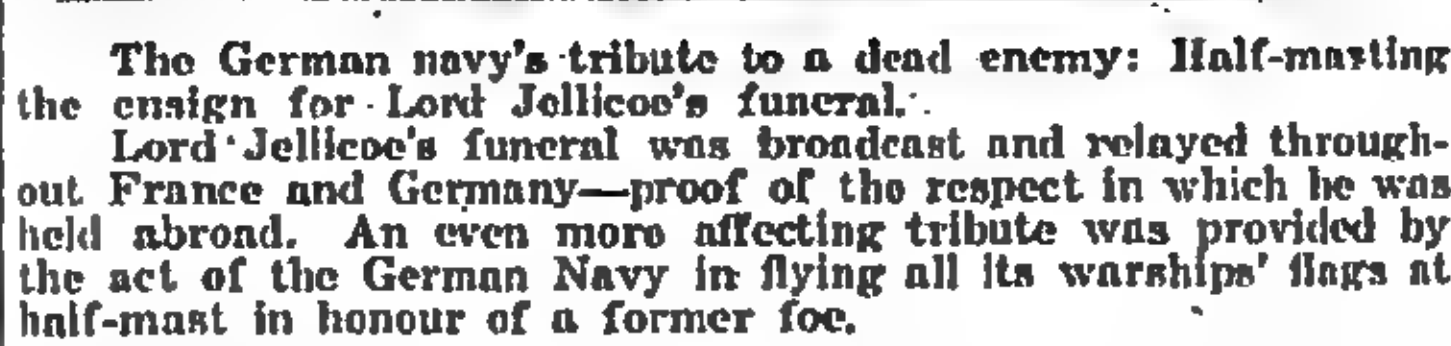 The German navy's tribute to a dead enemy: Half-masting
the ensign for Lord Jellicoe's funeral.
Lord Jellicoe's funeral was broadcast and relayed through-
out France and Germany—proof of the respect in which he was
held abroad. An even more affecting tribute was provided by
the act of the German Navy in flying all its warships' flags at
half-mast in honour of a former foe.